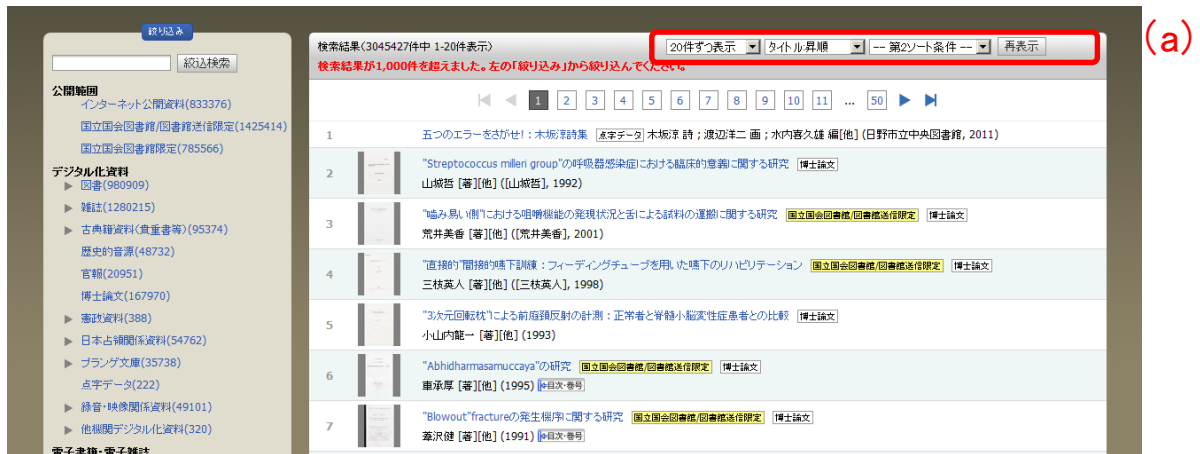 絞り込み
絞込検索
公開範囲
インターネット公開資料(833376)
国立国会図書館/図書館送信限定(1425414)
国立国会図書館限定(785566)
デジタル化資料
▶ 図書(980909)
▶ 雑誌(1280215)
▶ 古典籍資料(貴重書等)(95374)
歴史的音源(48732)
官報(20951)
博士論文(167970)
▶ 憲政資料(388)
▶ 日本占領関係資料(54762)
▶ プランゲ文庫(35738)
点字データ(222)
▶ 録音・映像関係資料(49101)
▶ 他機関デジタル化資料(320)
電子書籍・電子雑誌
検索結果(3045427件中 1-20件表示) 20件ずつ表示 タイトル:昇順 -- 第2ソート条件 -- 再表示 (a)
検索結果が1,000件を超えました。左の「絞り込み」から絞り込んでください。
1 2 3 4 5 6 7 8 9 10 11 ... 50
1 五つのエラーをさがせ! : 木坂涼詩集 点字データ 木坂涼 詩 ; 渡辺洋二 画 ; 水内喜久雄 編[他] (日野市立中央図書館, 2011)
2 "Streptococcus milleri group"の呼吸器感染症における臨床的意義に関する研究 博士論文
山城哲 [著][他] ([山城哲], 1992)
3 "噛み易い側"における咀嚼機能の発現状況と舌による試料の運搬に関する研究 国立国会図書館/図書館送信限定 博士論文
荒井美香 [著][他] ([荒井美香], 2001)
4 "直接的"間接的嚥下訓練 : フィーディングチューブを用いた嚥下のリハビリテーション 国立国会図書館/図書館送信限定 博士論文
三枝英人 [著][他] ([三枝英人], 1998)
5 "3次元回転枕"による前庭頚反射の計測 : 正常者と脊髄小脳変性症患者との比較 博士論文
小山内龍一 [著][他] (1993)
6 "Abhidharmasamuccaya"の研究 国立国会図書館/図書館送信限定 博士論文
車承厚 [著][他] (1995) 目次・巻号
7 "Blowout"fractureの発生機序に関する研究 国立国会図書館/図書館送信限定 博士論文
沢健 [著][他] (1991) 目次・巻号